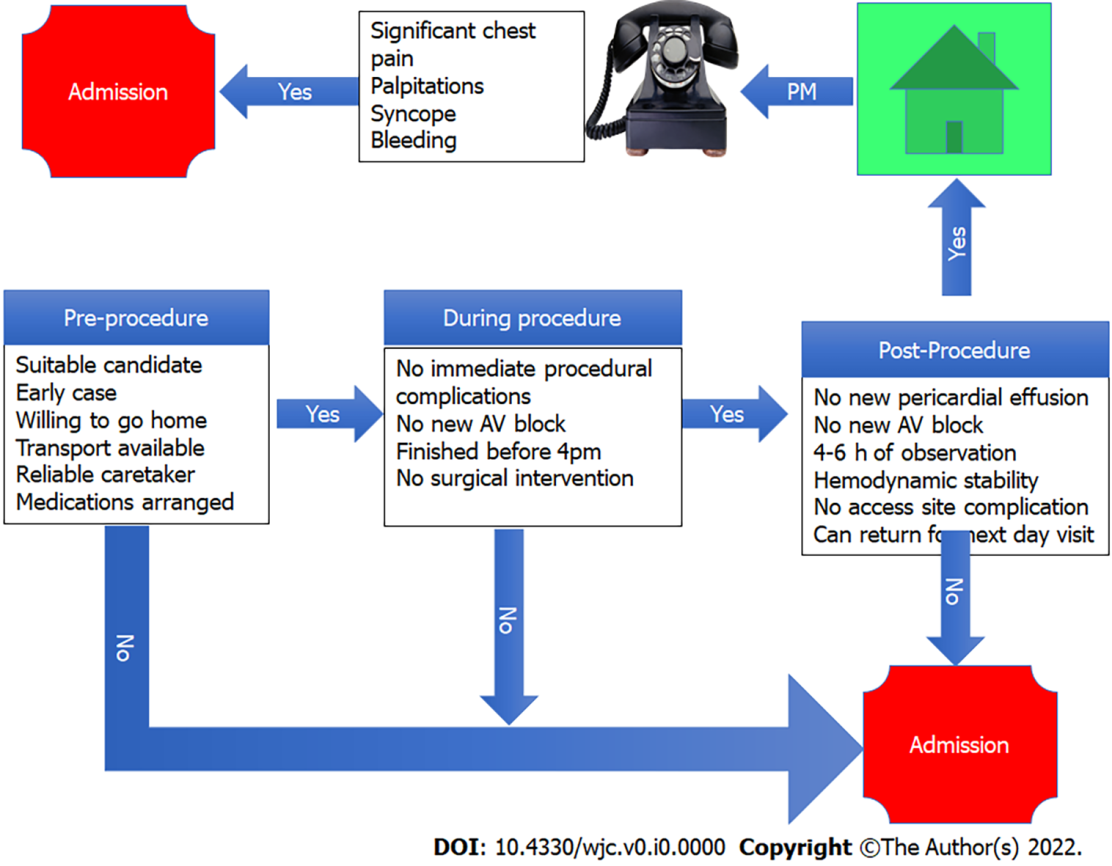 Admission
Yes
Significant chest
pain
Palpitations
Syncope
Bleeding
PM
Yes
Pre-procedure
Suitable candidate
Early case
Willing to go home
Transport available
Reliable caretaker
Medications arranged
Yes
During procedure
No immediate procedural
complications
No new AV block
Finished before 4pm
No surgical intervention
Yes
Post-Procedure
No new pericardial effusion
No new AV block
4-6 h of observation
Hemodynamic stability
No access site complication
Can return for next day visit
No
No
No
Admission
DOI: 10.4330/wjc.v0.i0.0000 Copyright ©The Author(s) 2022.